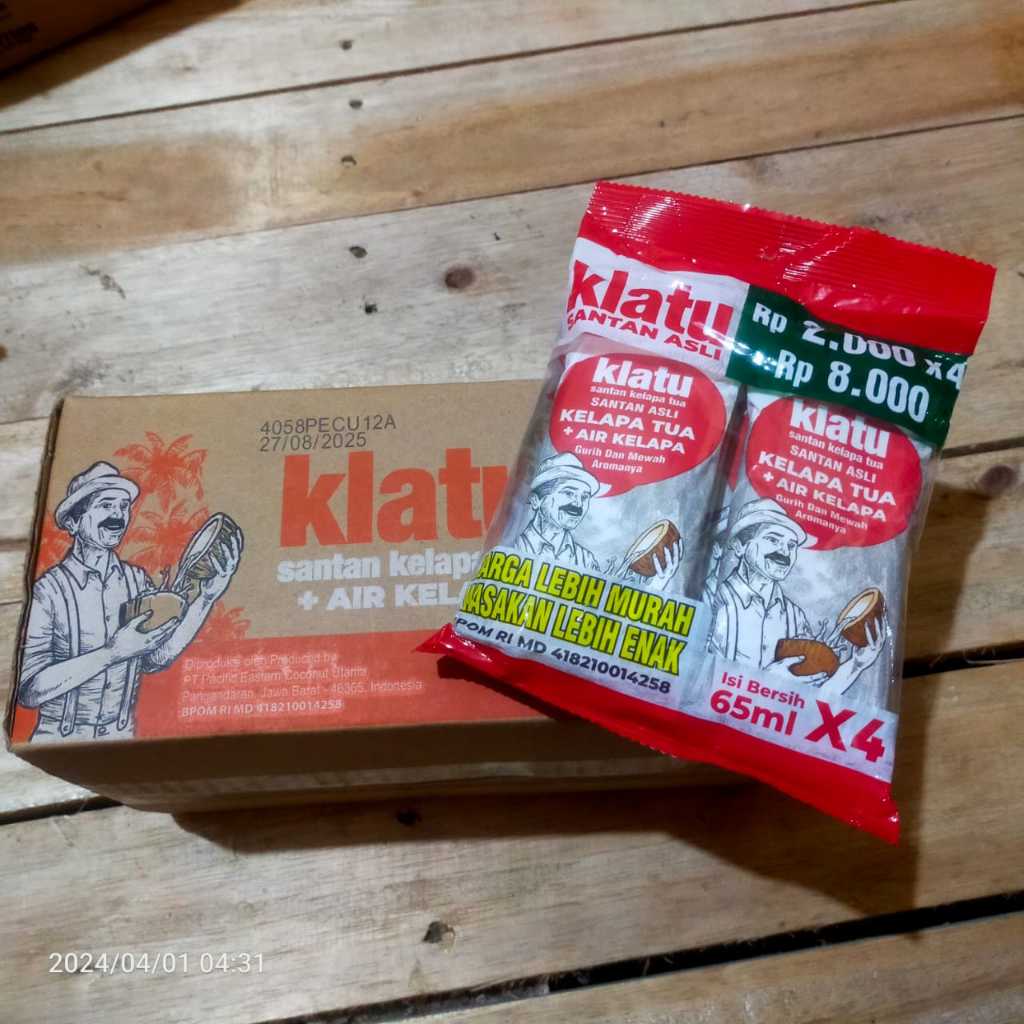 4058PECU12A
27/08/2025
klatu
santan kelapa
+ AIR KEL
Diproduksi oleh Produced by
PT Pacific Eastern Coconut Utama
Pangandaran, Jawa Barat - 46365, Indonesia
BPOM RI MD 418210014258
klatu
SANTAN ASLI
Rp 2.000 x4
Rp 8.000
klatu
santan kelapa tua
SANTAN ASLI
KELAPA TUA
+ AIR KELAPA
Gurih Dan Mewah
Aromanya
klatu
santan kelapa tua
SANTAN ASLI
KELAPA TUA
+ AIR KELAPA
Gurih Dan Mewah
Aromanya
ARGA LEBIH MURAH
MASAKAN LEBIH ENAK
BPOM RI MD 418210014258
Isi Bersih
65ml X4
2024/04/01 04:31